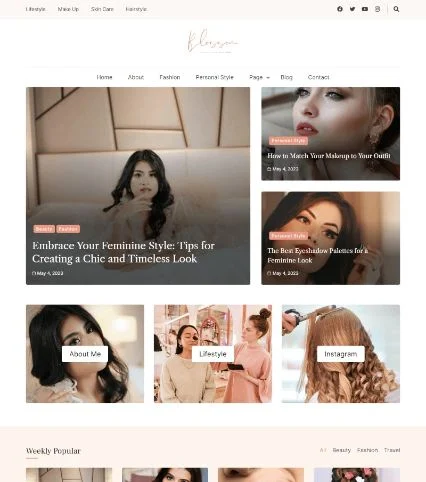 Lifestyle Make Up Skin Care Hairstyle
Blossom
Home About Fashion Personal Style Page Blog Contact
Beauty Fashion
Embrace Your Feminine Style: Tips for
Creating a Chic and Timeless Look
May 4, 2023
Personal Style
How to Match Your Makeup to Your Outfit
May 4, 2023
Personal Style
The Best Eyeshadow Palettes for a
Feminine Look
May 4, 2023
About Me
Lifestyle
Instagram
Weekly Popular
All Beauty Fashion Travel